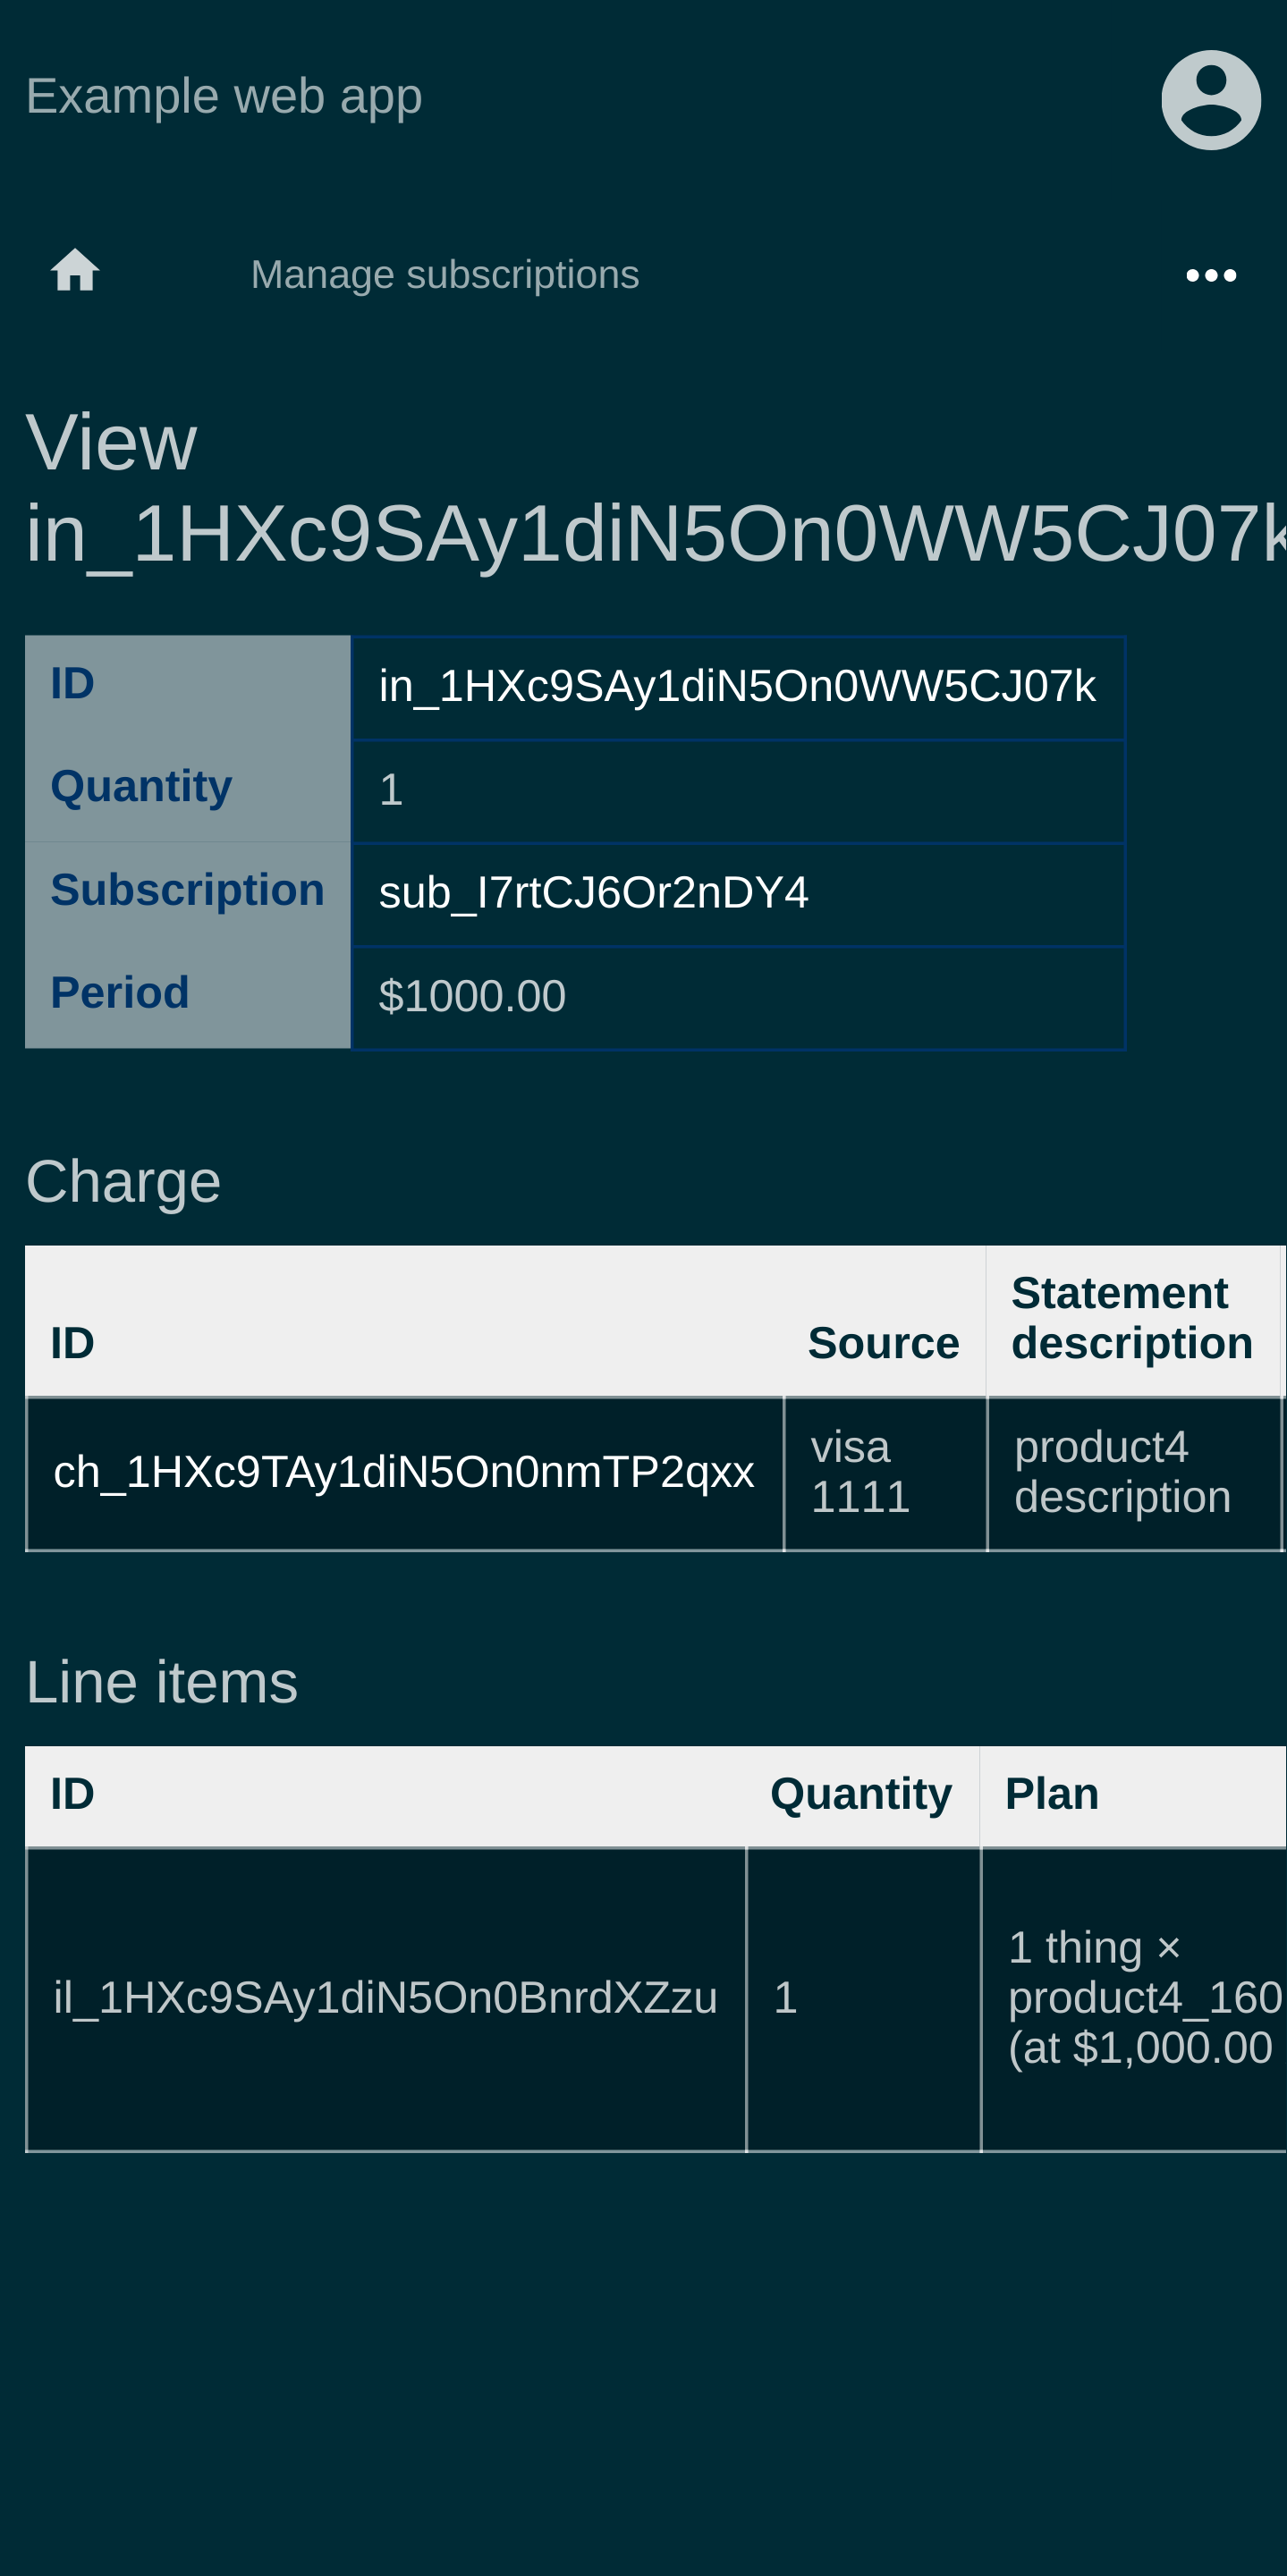 Example web app
Manage subscriptions
View
in_1HXc9SAy1diN5On0WW5CJ07k
ID in_1HXc9SAy1diN5On0WW5CJ07k
Quantity 1
Subscription sub_I7rtCJ6Or2nDY4
Period $1000.00
Charge
ID Source Statement description
ch_1HXc9TAy1diN5On0nmTP2qxx visa 1111 product4 description
Line items
ID Quantity Plan
il_1HXc9SAy1diN5On0BnrdXZzu 1 1 thing ×
product4_160
(at $1,000.00